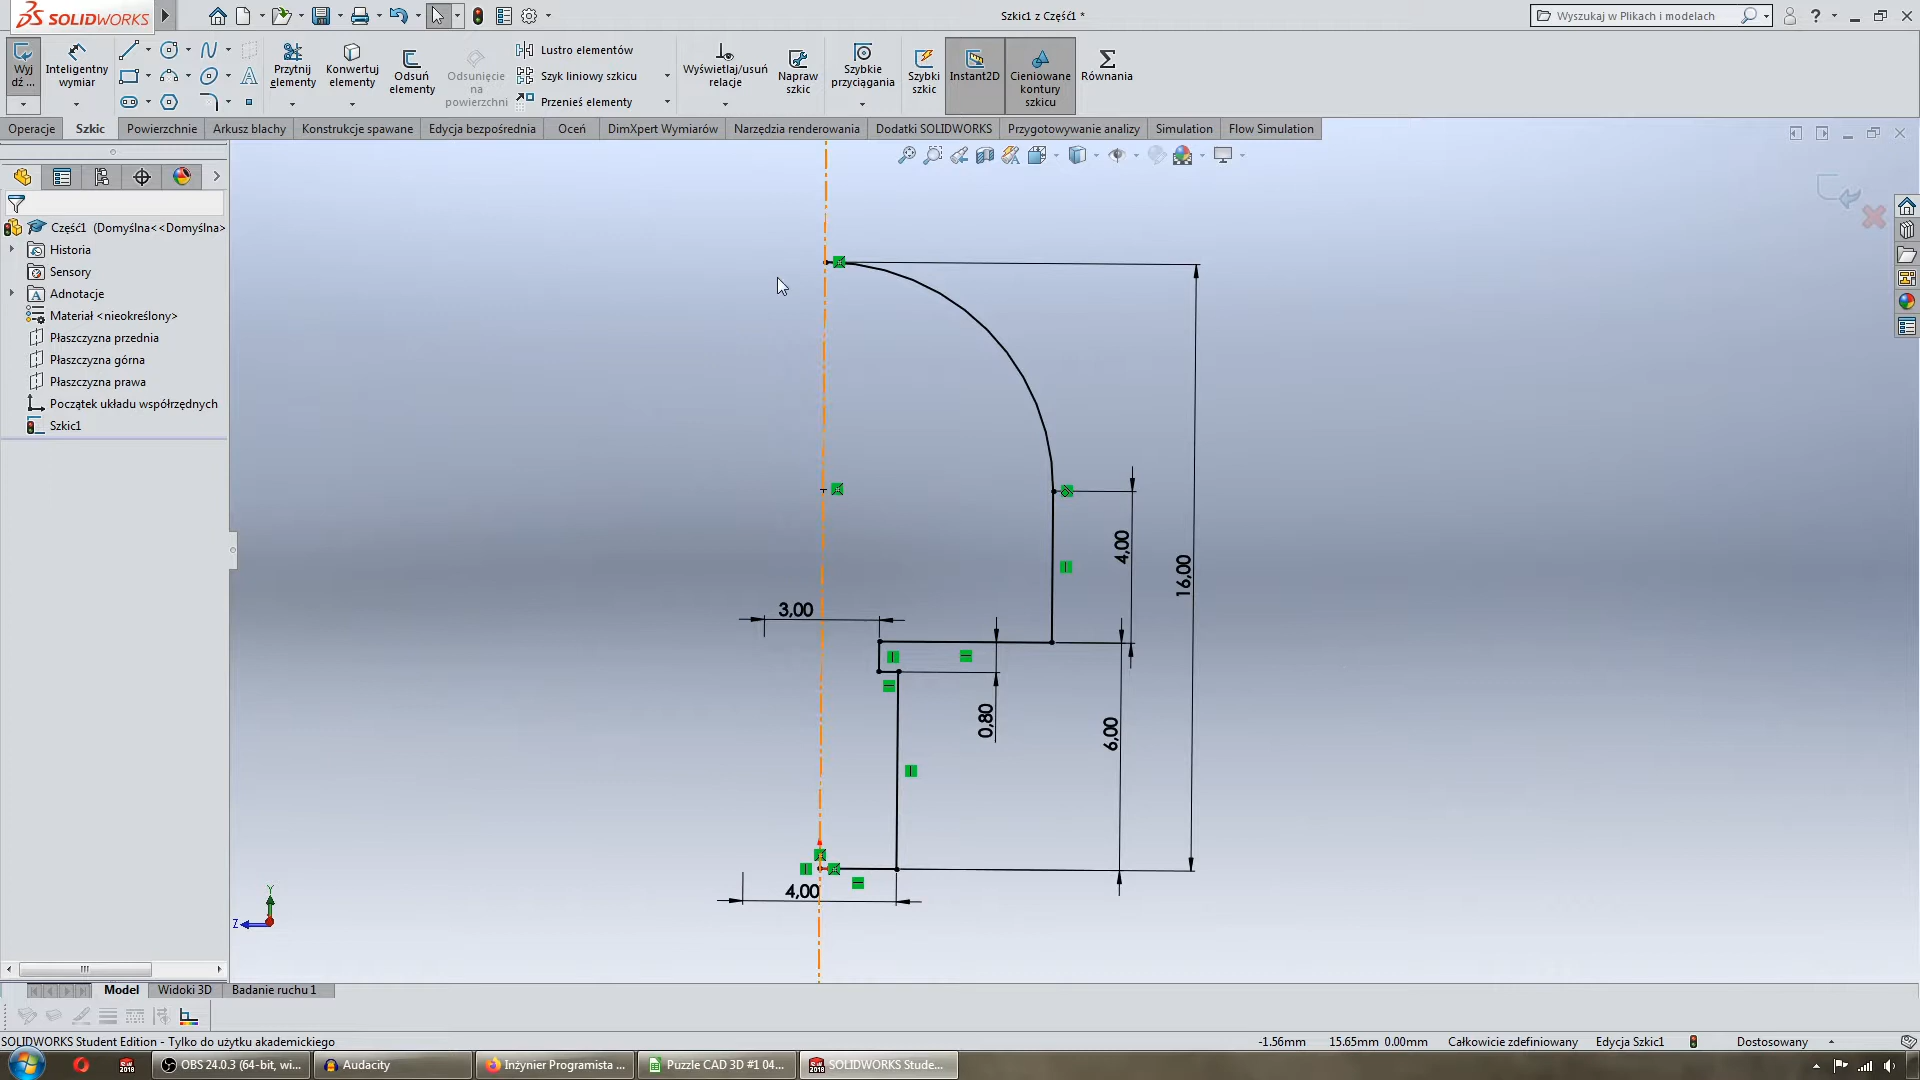 SOLIDWORKS
Szkic1 z Część1 *
Wyszukaj w Plikach i modelach
Wyj dź ...
Inteligentny wymiar
Przytnij elementy
Konwertuj elementy
Odsuń elementy
Odsunięcie na powierzchni
Lustro elementów
Szyk liniowy szkicu
Przenieś elementy
Wyświetlaj/usuń relacje
Napraw szkic
Szybkie przyciągania
Szybki szkic
Instant2D
Cieniowane kontury szkicu
Równania
Operacje Szkic Powierzchnie Arkusz blachy Konstrukcje spawane Edycja bezpośrednia Oceń DimXpert Wymiarów Narzędzia renderowania Dodatki SOLIDWORKS Przygotowywanie analizy Simulation Flow Simulation
Część1 (Domyślna<<Domyślna>
Historia
Sensory
Adnotacje
Materiał <nieokreślony>
Płaszczyzna przednia
Płaszczyzna górna
Płaszczyzna prawa
Początek układu współrzędnych
Szkic1
4,00
16,00
3,00
0,80
6,00
4,00
Y
Z
Model Widoki 3D Badanie ruchu 1
SOLIDWORKS Student Edition - Tylko do użytku akademickiego
-1.56mm 15.65mm 0.00mm Całkowicie zdefiniowany Edycja Szkic1 Dostosowany
OBS 24.0.3 (64-bit, wi... Audacity Inżynier Programista ... Puzzle CAD 3D #1 04... SOLIDWORKS Stude...